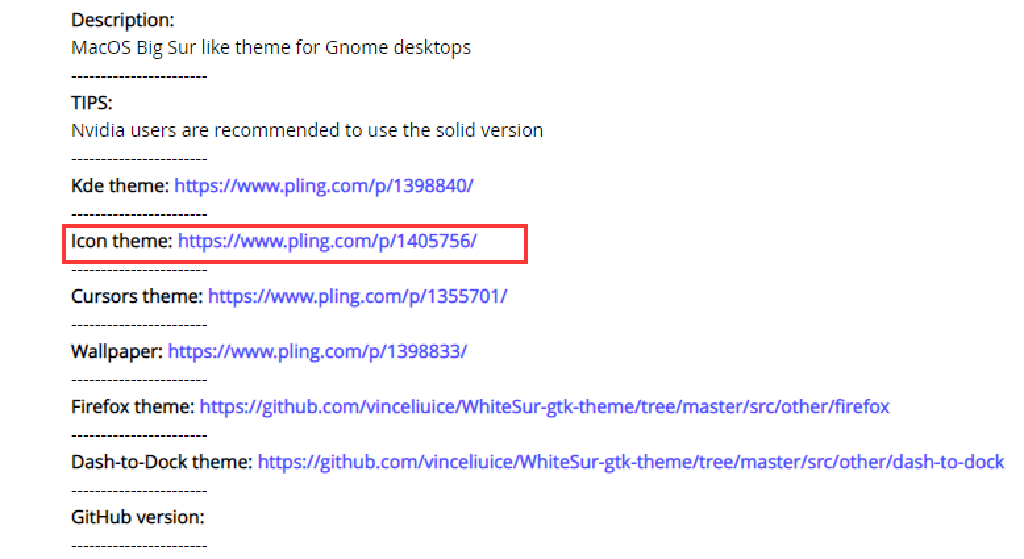 Description:
MacOS Big Sur like theme for Gnome desktops
-----------------------
TIPS:
Nvidia users are recommended to use the solid version
-----------------------
Kde theme: https://www.pling.com/p/1398840/
-----------------------
Icon theme: https://www.pling.com/p/1405756/
-----------------------
Cursors theme: https://www.pling.com/p/1355701/
-----------------------
Wallpaper: https://www.pling.com/p/1398833/
-----------------------
Firefox theme: https://github.com/vinceliuice/WhiteSur-gtk-theme/tree/master/src/other/firefox
-----------------------
Dash-to-Dock theme: https://github.com/vinceliuice/WhiteSur-gtk-theme/tree/master/src/other/dash-to-dock
-----------------------
GitHub version:
-----------------------